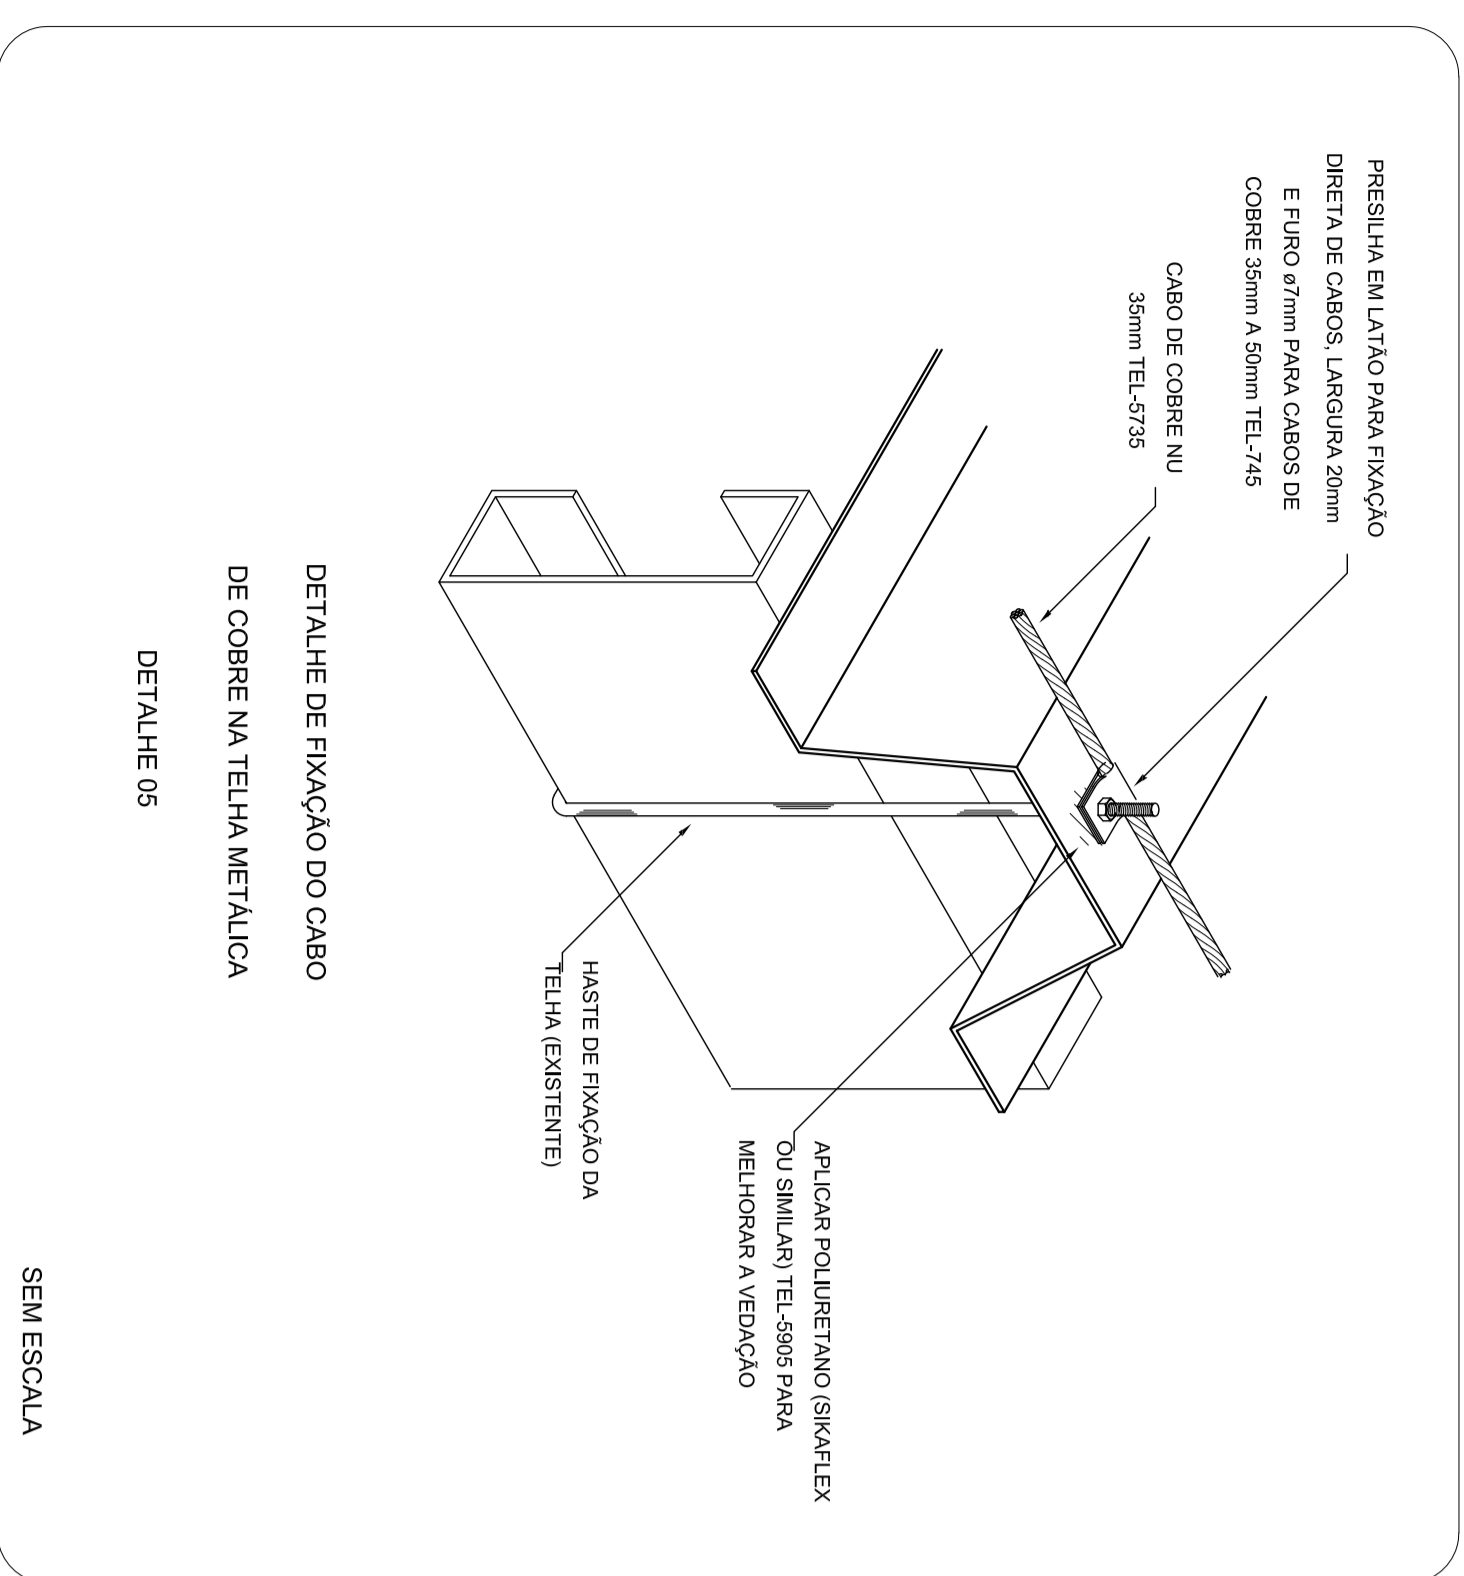 PRESILHA EM LATÃO PARA FIXAÇÃO
DIRETA DE CABOS, LARGURA 20mm
E FURO ø7mm PARA CABOS DE
COBRE 35mm A 50mm TEL-745
CABO DE COBRE NU
35mm TEL-5735
APLICAR POLIURETANO (SIKAFLEX
OU SIMILAR) TEL-5905 PARA
MELHORAR A VEDAÇÃO
HASTE DE FIXAÇÃO DA
TELHA (EXISTENTE)
DETALHE DE FIXAÇÃO DO CABO
DE COBRE NA TELHA METÁLICA
DETALHE 05
SEM ESCALA